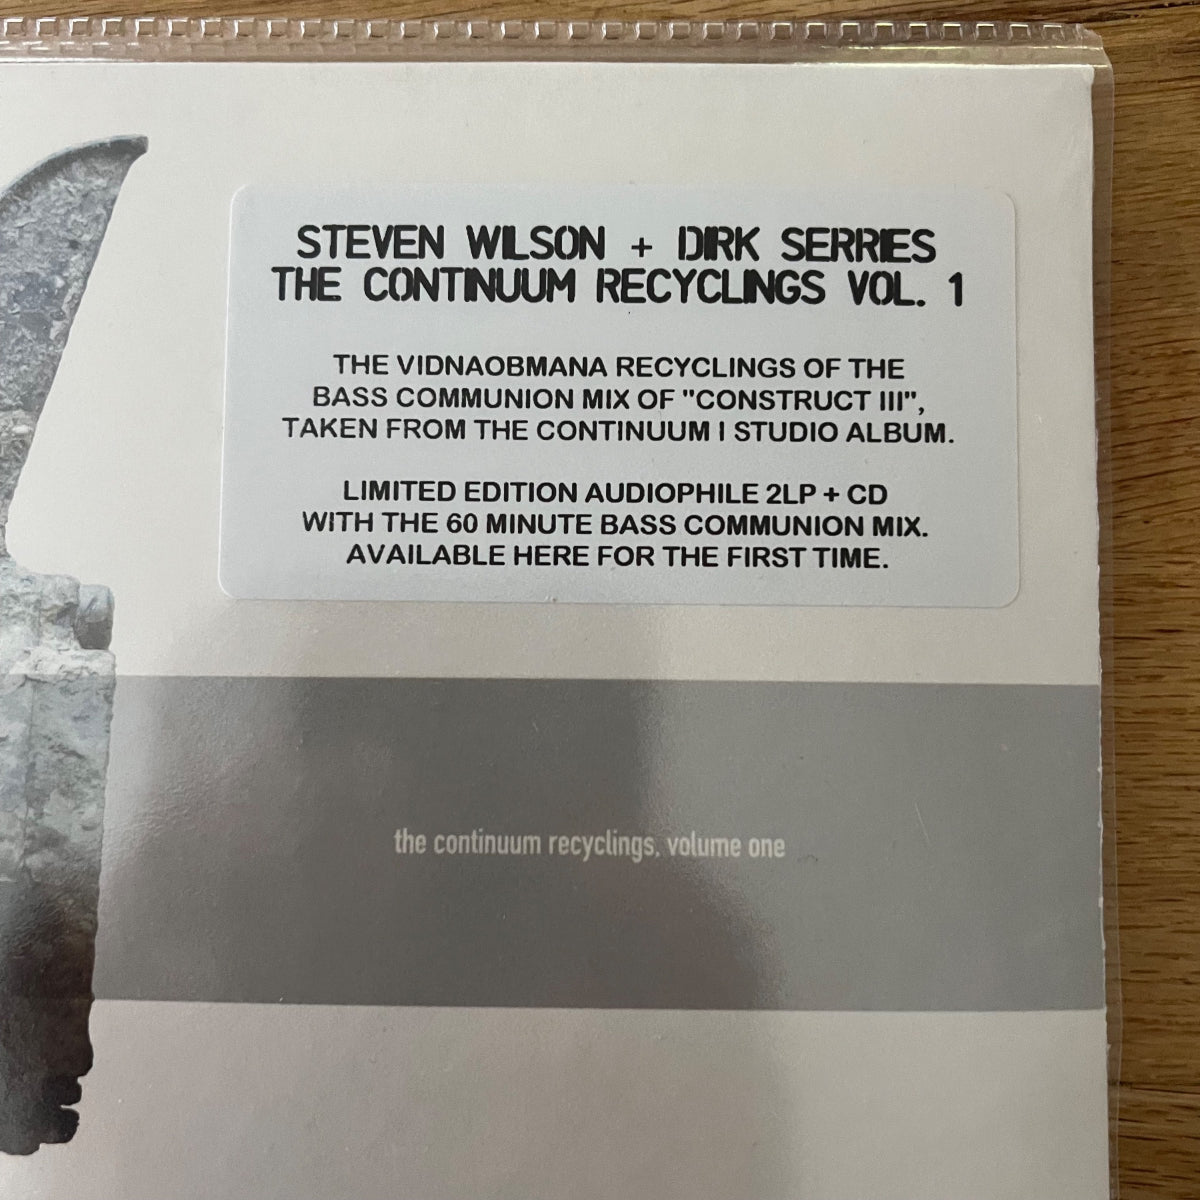 STEVEN WILSON + DIRK SERRIES
THE CONTINUUM RECYCLINGS VOL. 1
THE VIDNAOBMANA RECYCLINGS OF THE
BASS COMMUNION MIX OF "CONSTRUCT III",
TAKEN FROM THE CONTINUUM I STUDIO ALBUM.
LIMITED EDITION AUDIOPHILE 2LP + CD
WITH THE 60 MINUTE BASS COMMUNION MIX.
AVAILABLE HERE FOR THE FIRST TIME.
the continuum recyclings. volume one